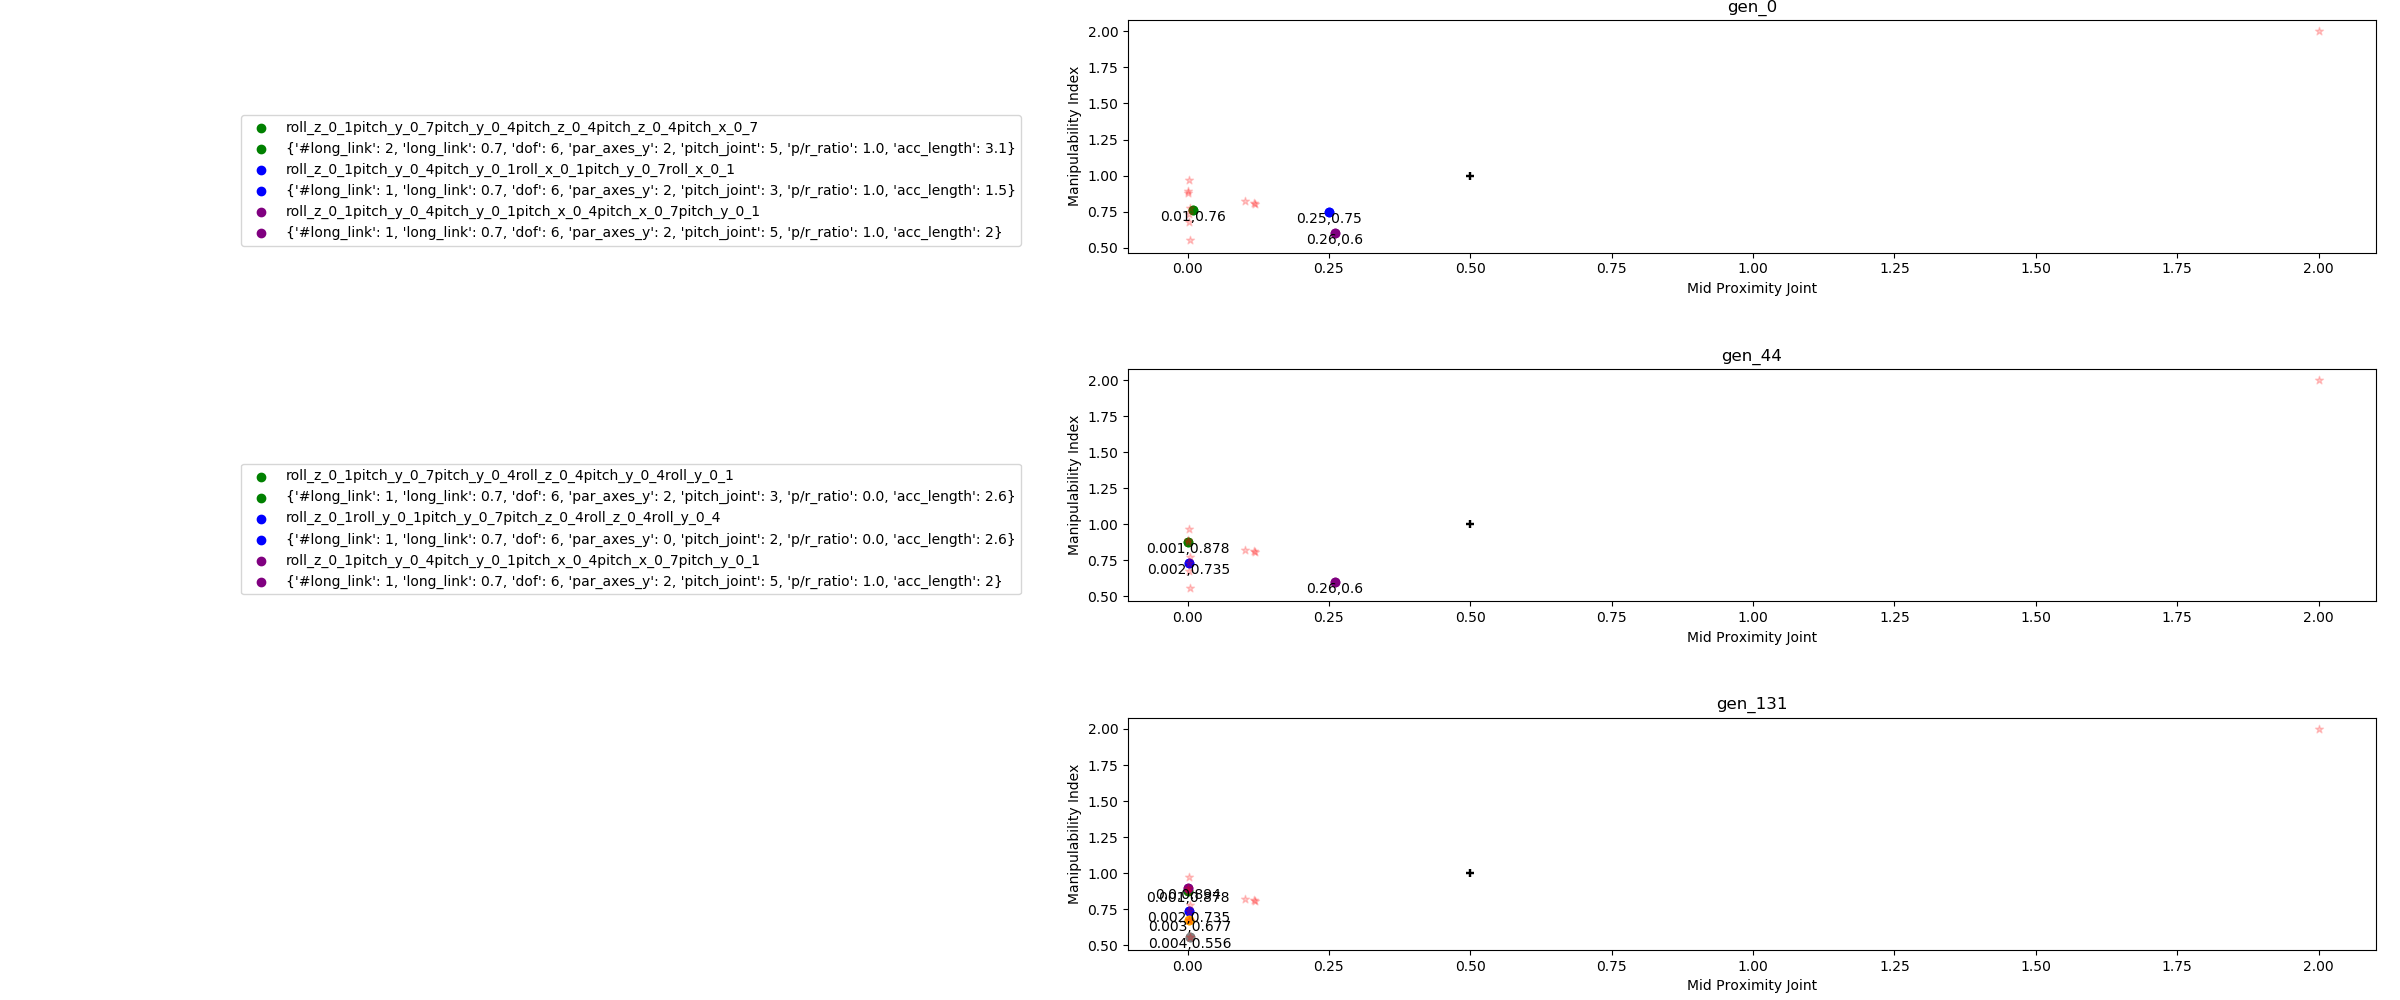 gen_0
roll_z_0_1pitch_y_0_7pitch_y_0_4pitch_z_0_4pitch_z_0_4pitch_x_0_7
{'#long_link': 2, 'long_link': 0.7, 'dof': 6, 'par_axes_y': 2, 'pitch_joint': 5, 'p/r_ratio': 1.0, 'acc_length': 3.1}
roll_z_0_1pitch_y_0_4pitch_y_0_1roll_x_0_1pitch_y_0_7roll_x_0_1
{'#long_link': 1, 'long_link': 0.7, 'dof': 6, 'par_axes_y': 2, 'pitch_joint': 3, 'p/r_ratio': 1.0, 'acc_length': 1.5}
roll_z_0_1pitch_y_0_4pitch_y_0_1pitch_x_0_4pitch_x_0_7pitch_y_0_1
{'#long_link': 1, 'long_link': 0.7, 'dof': 6, 'par_axes_y': 2, 'pitch_joint': 5, 'p/r_ratio': 1.0, 'acc_length': 2}
Manipulability Index
2.00
1.75
1.50
1.25
1.00
0.75
0.50
0.01,0.76
0.25,0.75
0.26,0.6
0.00 0.25 0.50 0.75 1.00 1.25 1.50 1.75 2.00
Mid Proximity Joint
gen_44
roll_z_0_1pitch_y_0_7pitch_y_0_4roll_z_0_4pitch_y_0_4roll_y_0_1
{'#long_link': 1, 'long_link': 0.7, 'dof': 6, 'par_axes_y': 2, 'pitch_joint': 3, 'p/r_ratio': 0.0, 'acc_length': 2.6}
roll_z_0_1roll_y_0_1pitch_y_0_7pitch_z_0_4roll_z_0_4roll_y_0_4
{'#long_link': 1, 'long_link': 0.7, 'dof': 6, 'par_axes_y': 0, 'pitch_joint': 2, 'p/r_ratio': 0.0, 'acc_length': 2.6}
roll_z_0_1pitch_y_0_4pitch_y_0_1pitch_x_0_4pitch_x_0_7pitch_y_0_1
{'#long_link': 1, 'long_link': 0.7, 'dof': 6, 'par_axes_y': 2, 'pitch_joint': 5, 'p/r_ratio': 1.0, 'acc_length': 2}
Manipulability Index
2.00
1.75
1.50
1.25
1.00
0.75
0.50
0.001,0.878
0.002,0.735
0.26,0.6
0.00 0.25 0.50 0.75 1.00 1.25 1.50 1.75 2.00
Mid Proximity Joint
gen_131
Manipulability Index
2.00
1.75
1.50
1.25
1.00
0.75
0.50
0.001,0.878
0.002,0.735
0.003,0.677
0.004,0.556
0.00 0.25 0.50 0.75 1.00 1.25 1.50 1.75 2.00
Mid Proximity Joint